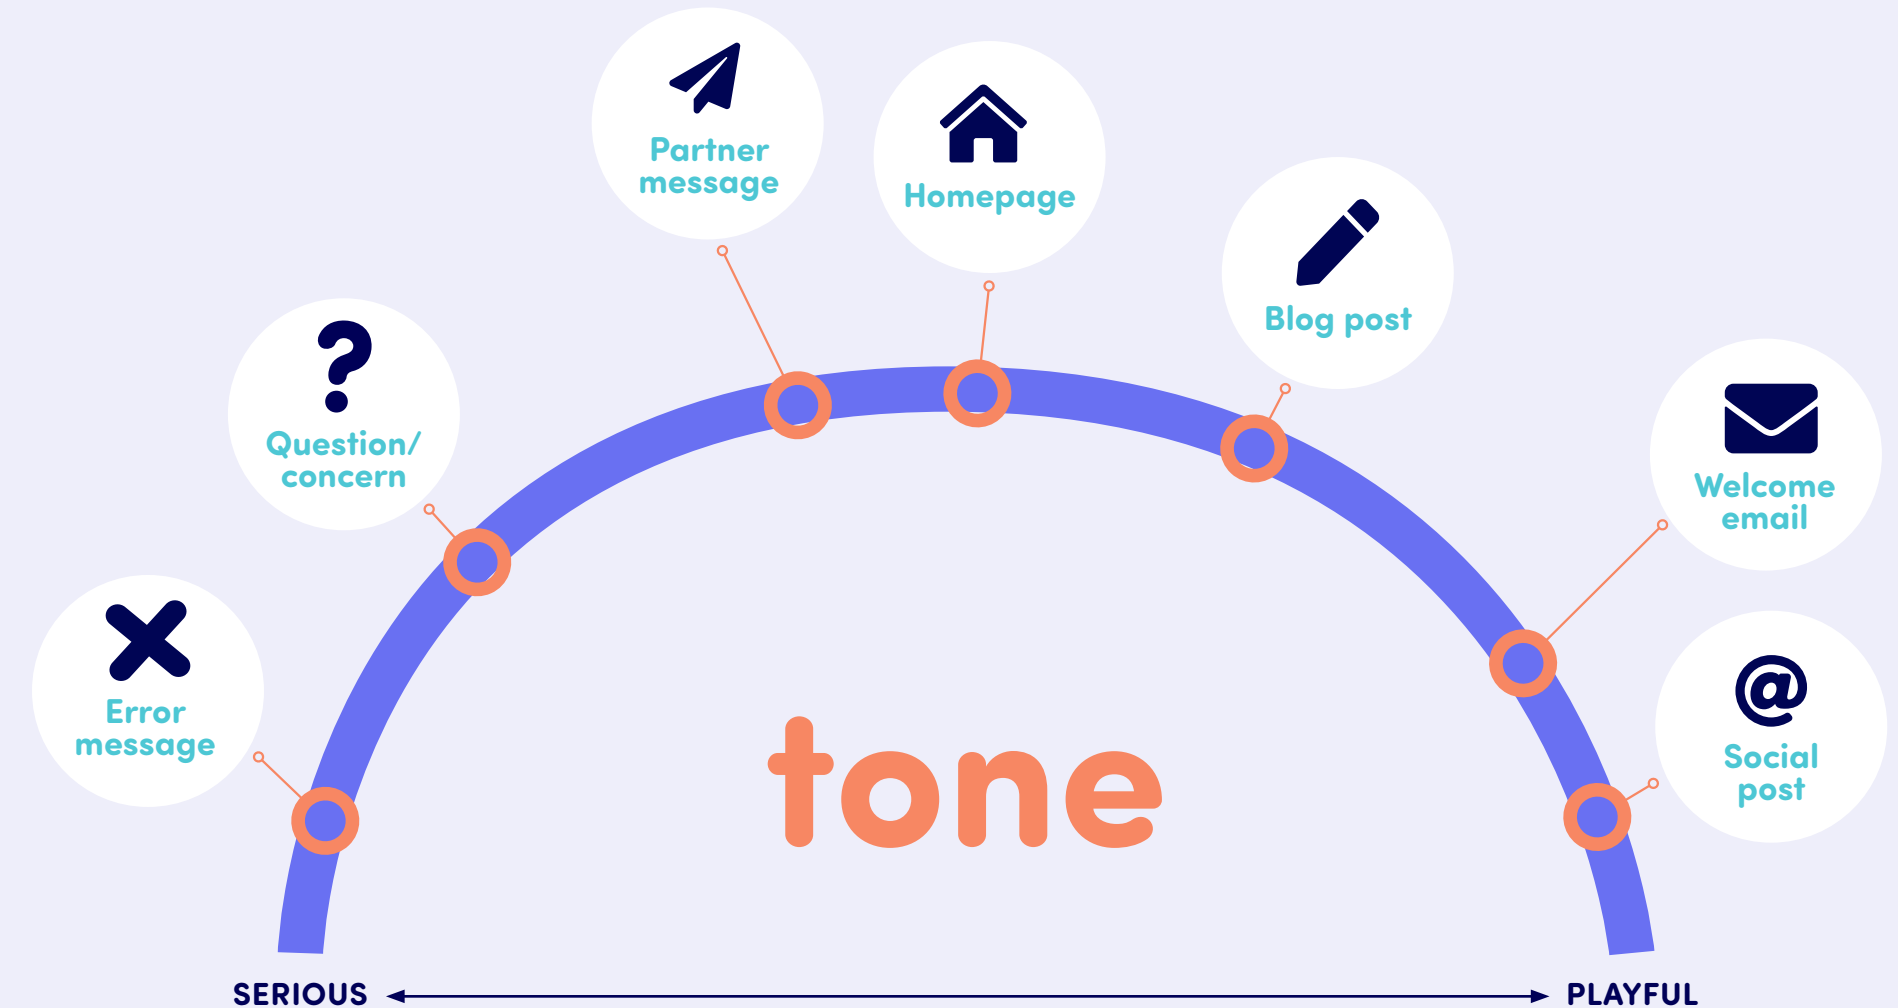 Partner
message
Homepage
Blog post
Question/
concern
Welcome
email
Error
message
Social
post
tone
SERIOUS
PLAYFUL